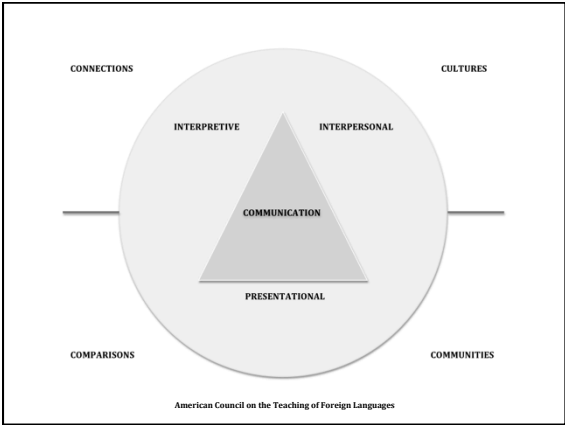 CONNECTIONS
CULTURES
INTERPRETIVE
INTERPERSONAL
COMMUNICATION
PRESENTATIONAL
COMPARISONS
COMMUNITIES
American Council on the Teaching of Foreign Languages